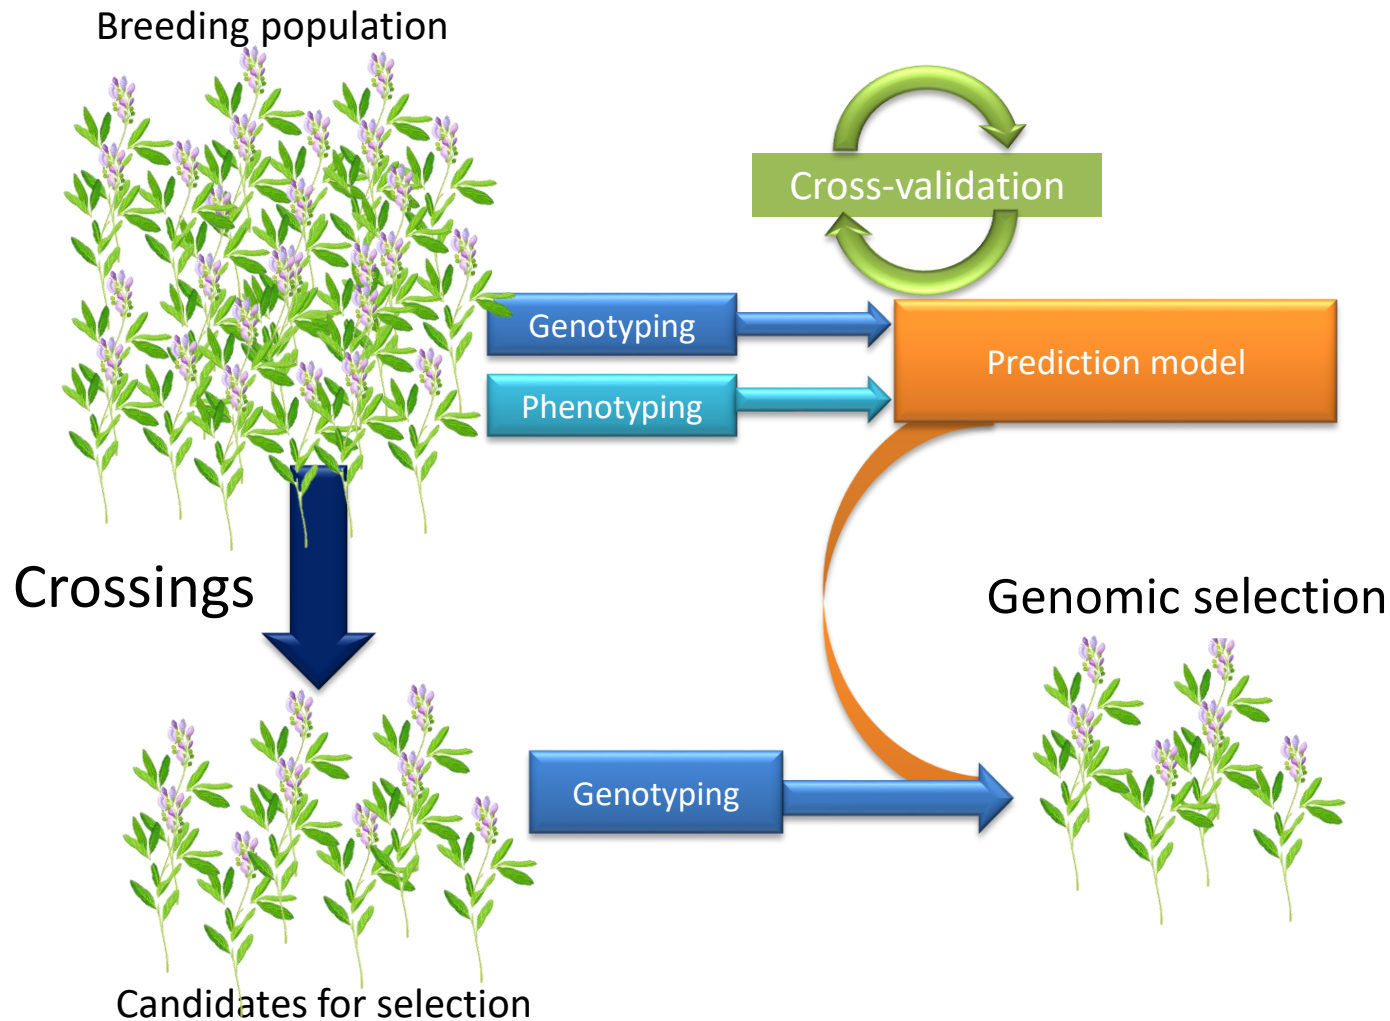 Breeding population
Cross-validation
Genotyping
Prediction model
Phenotyping
Crossings
Genomic selection
Genotyping
Candidates for selection